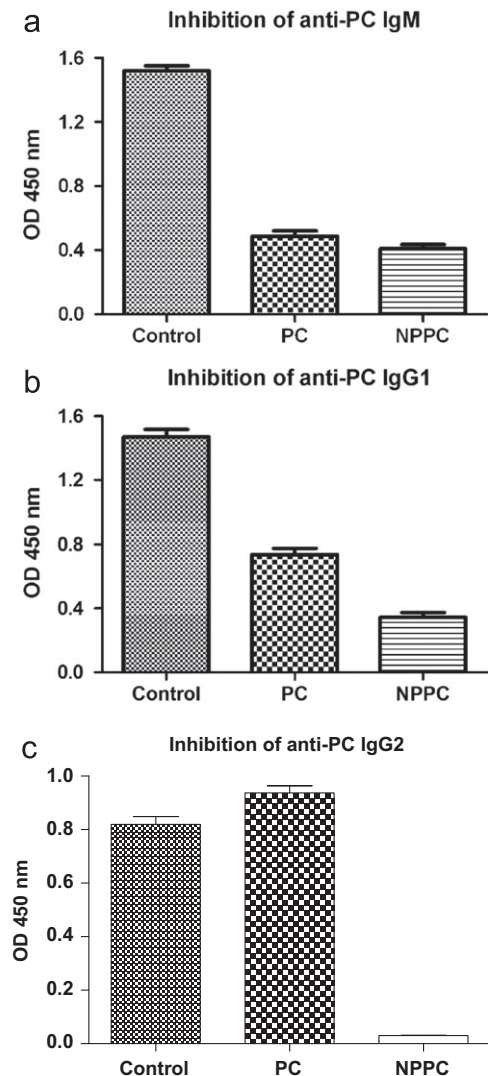 a
Inhibition of anti-PC IgM
OD 450 nm
1.6
1.2
0.8
0.4
0.0
Control PC NPPC
b
Inhibition of anti-PC IgG1
OD 450 nm
1.6
1.2
0.8
0.4
0.0
Control PC NPPC
c
Inhibition of anti-PC IgG2
OD 450 nm
1.0
0.8
0.6
0.4
0.2
0.0
Control PC NPPC